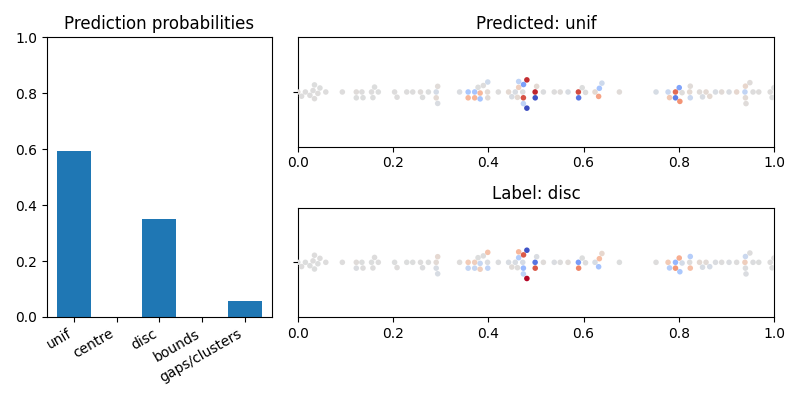 Prediction probabilities
1.0
0.8
0.6
0.4
0.2
0.0
unif
centre
disc
bounds
gaps/clusters
Predicted: unif
0.0 0.2 0.4 0.6 0.8 1.0
Label: disc
0.0 0.2 0.4 0.6 0.8 1.0